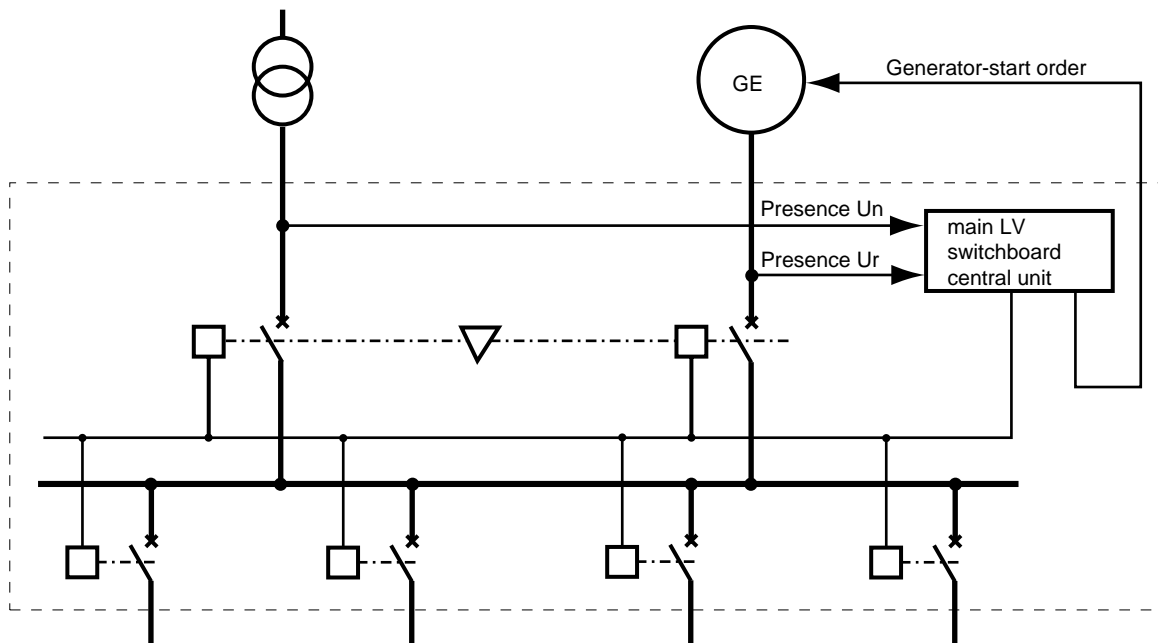 GE
Generator-start order
Presence Un
Presence Ur
main LV
switchboard
central unit